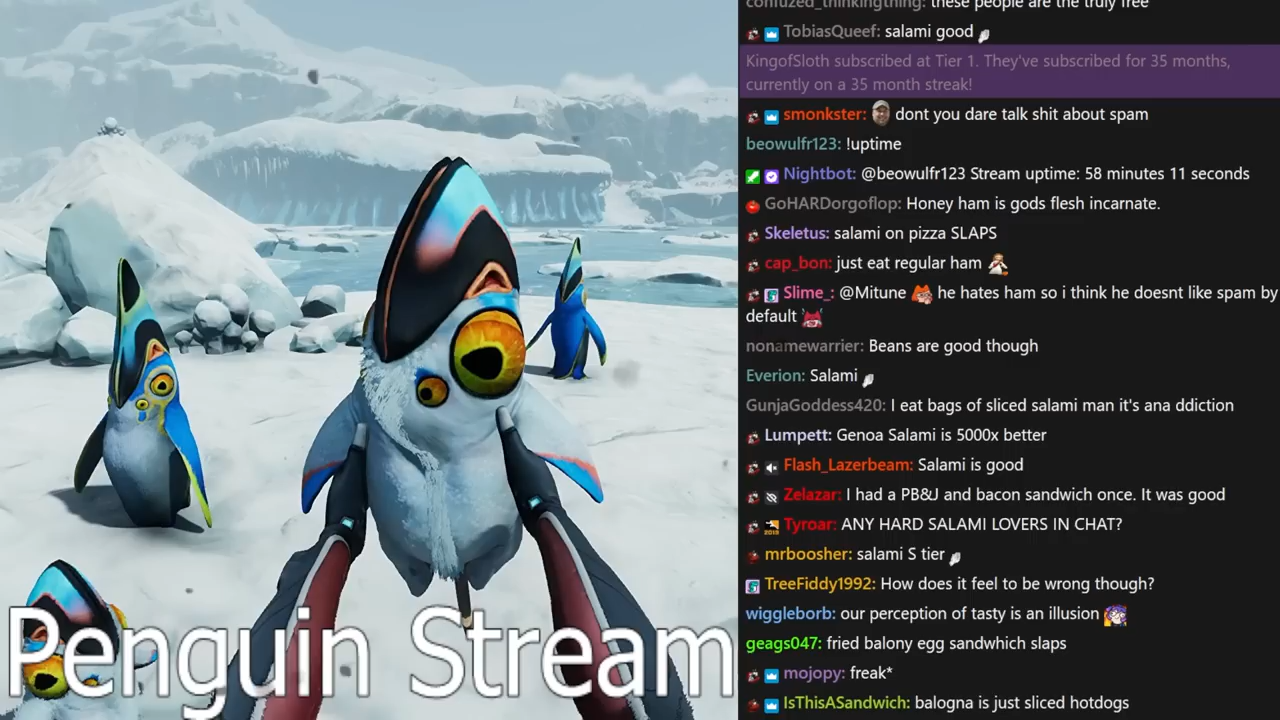 confuzed_thinkingthing: these people are the truly free
TobiasQueef: salami good
KingofSloth subscribed at Tier 1. They've subscribed for 35 months,
currently on a 35 month streak!
smonkster: dont you dare talk shit about spam
beowulfr123: !uptime
Nightbot: @beowulfr123 Stream uptime: 58 minutes 11 seconds
GoHARDorgoflop: Honey ham is gods flesh incarnate.
Skeletus: salami on pizza SLAPS
cap_bon: just eat regular ham
Slime_: @Mitune he hates ham so i think he doesnt like spam by
default
nonamewarrier: Beans are good though
Everion: Salami
GunjaGoddess420: I eat bags of sliced salami man it's ana ddiction
Lumpett: Genoa Salami is 5000x better
Flash_Lazerbeam: Salami is good
Zelazar: I had a PB&J and bacon sandwich once. It was good
Tyroar: ANY HARD SALAMI LOVERS IN CHAT?
mrboosher: salami S tier
TreeFiddy1992: How does it feel to be wrong though?
wiggleborb: our perception of tasty is an illusion
geags047: fried balony egg sandwhich slaps
mojopy: freak*
IsThisASandwich: balogna is just sliced hotdogs
Penguin Stream